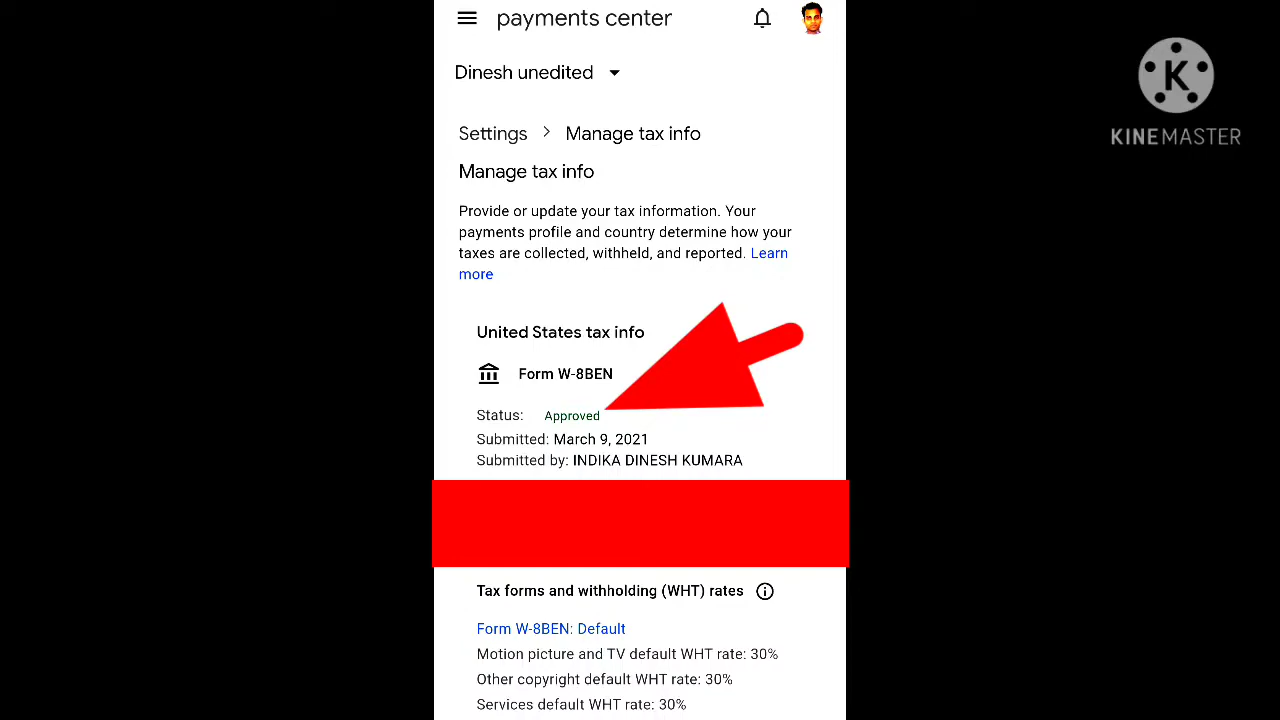 payments center
K
KINEMASTER
Dinesh unedited
Settings > Manage tax info
Manage tax info
Provide or update your tax information. Your
payments profile and country determine how your
taxes are collected, withheld, and reported. Learn
more
United States tax info
Form W-8BEN
Status: Approved
Submitted: March 9, 2021
Submitted by: INDIKA DINESH KUMARA
Tax forms and withholding (WHT) rates
Form W-8BEN: Default
Motion picture and TV default WHT rate: 30%
Other copyright default WHT rate: 30%
Services default WHT rate: 30%